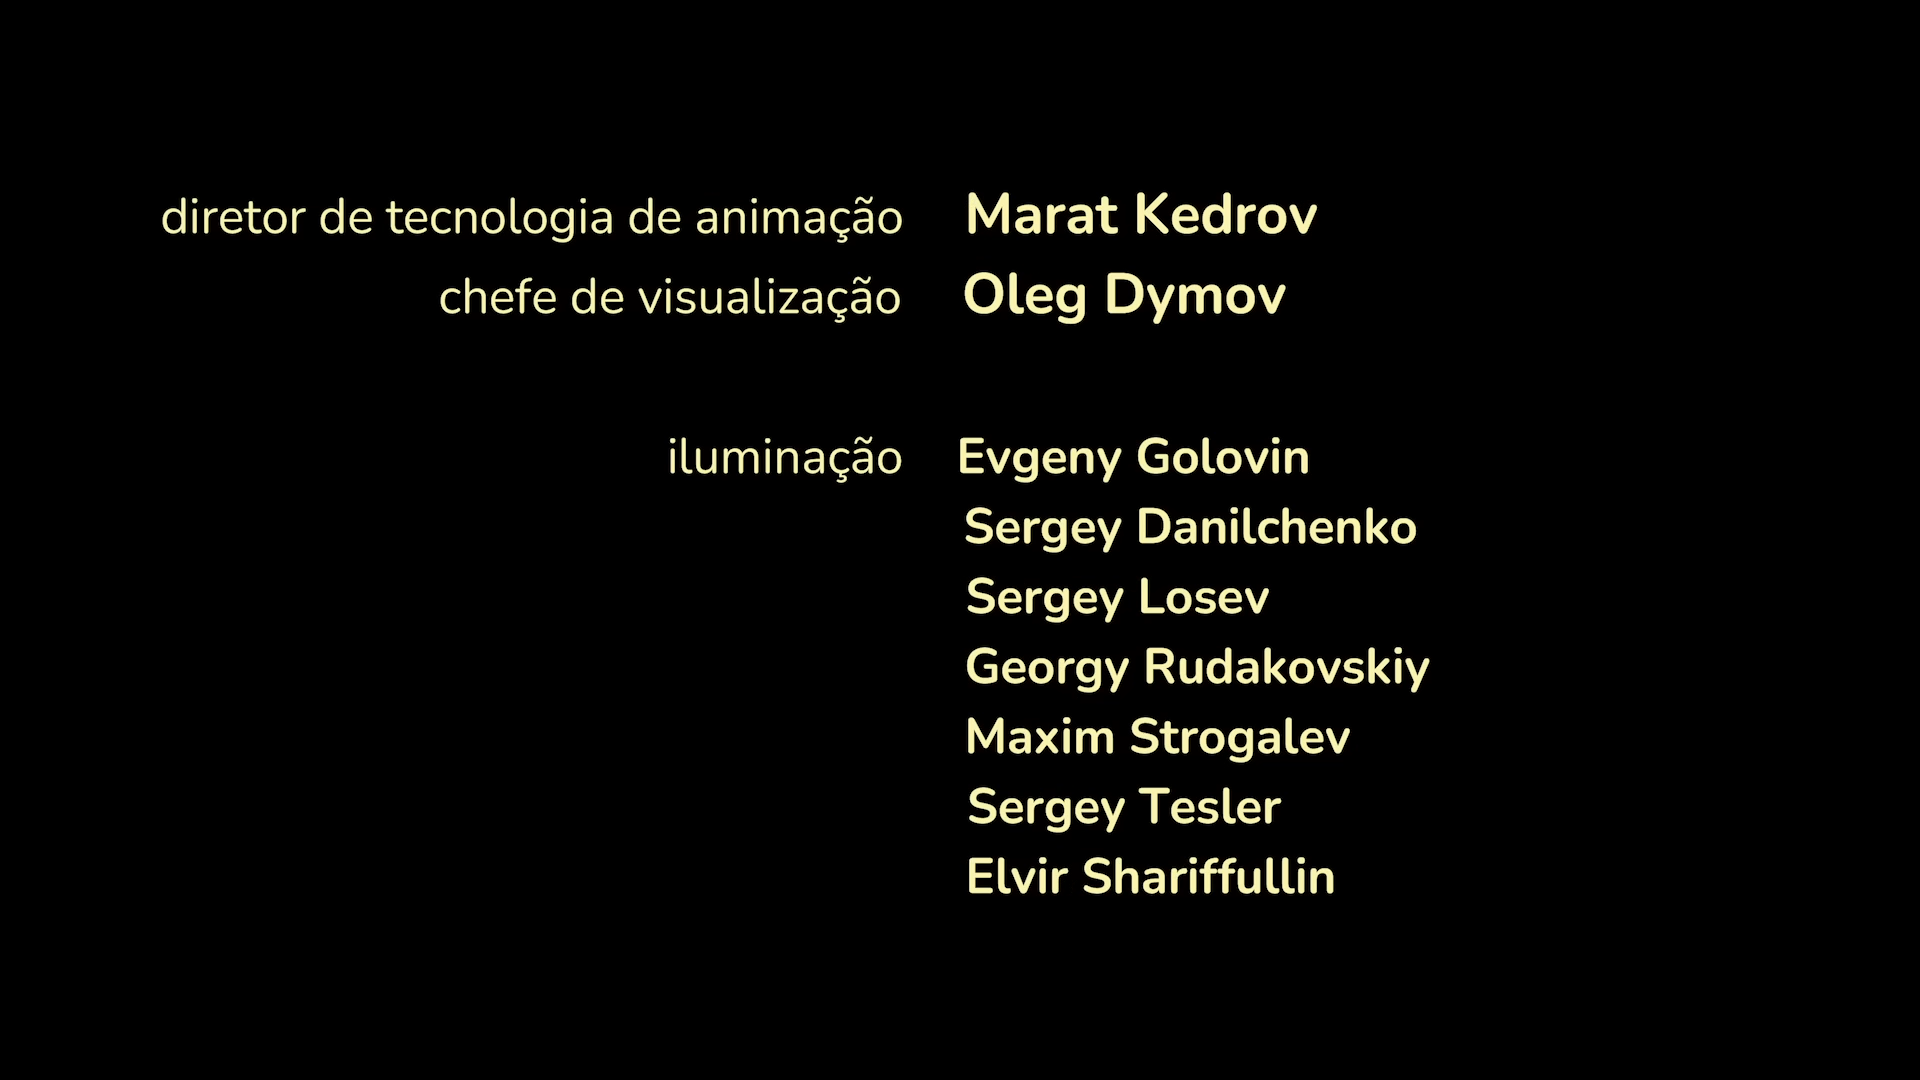 diretor de tecnologia de animação Marat Kedrov
chefe de visualização Oleg Dymov
iluminação Evgeny Golovin
Sergey Danilchenko
Sergey Losev
Georgy Rudakovskiy
Maxim Strogalev
Sergey Tesler
Elvir Shariffullin